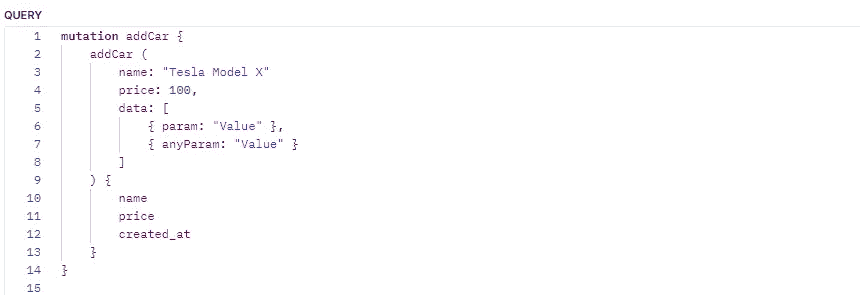 QUERY
1 mutation addCar {
2 addCar (
3 name: "Tesla Model X"
4 price: 100,
5 data: [
6 { param: "Value" },
7 { anyParam: "Value" }
8 ]
9 ) {
10 name
11 price
12 created_at
13 }
14 }
15